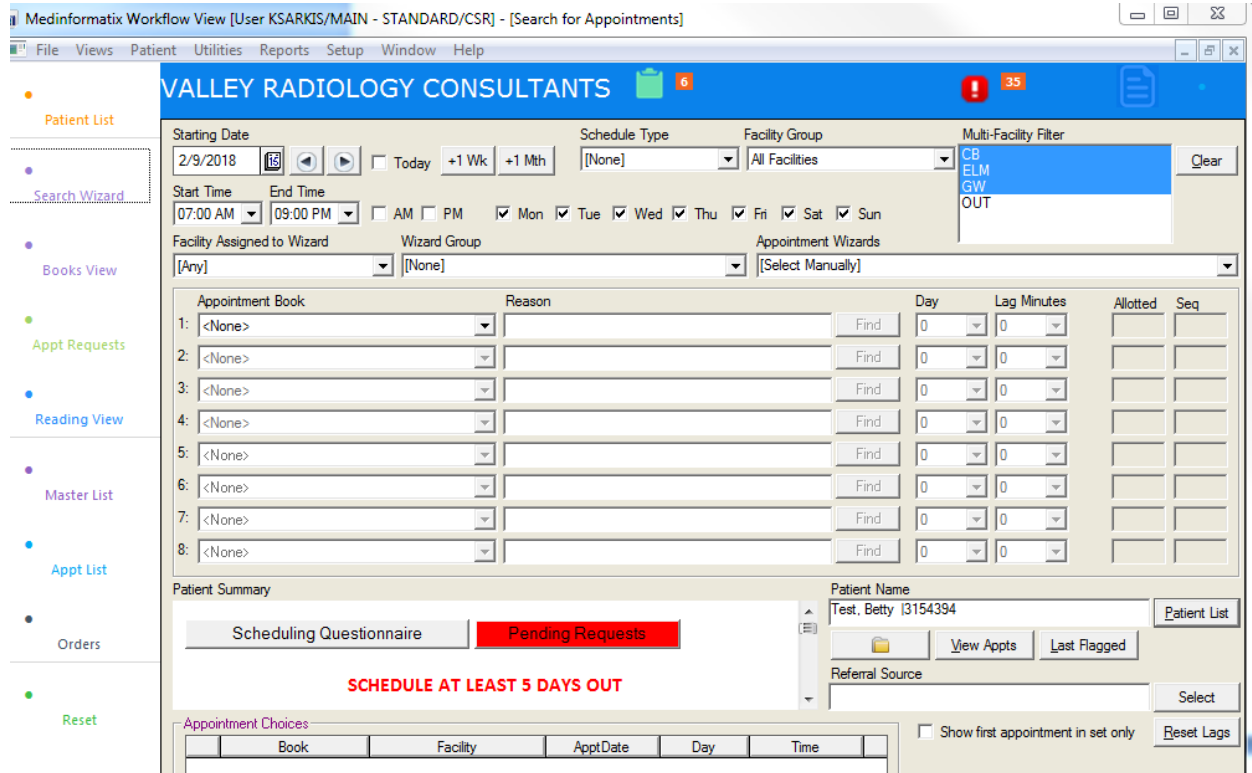 Medinformatix Workflow View [User KSARKIS/MAIN - STANDARD/CSR] - [Search for Appointments]
File Views Patient Utilities Reports Setup Window Help
VALLEY RADIOLOGY CONSULTANTS 6 35
Patient List
Search Wizard
Books View
Appt Requests
Reading View
Master List
Appt List
Orders
Reset
Starting Date Schedule Type Facility Group Multi-Facility Filter
2/9/2018 15 Today +1 Wk +1 Mth [None] All Facilities CB Clear
ELM
GW
OUT
Start Time End Time
07:00 AM 09:00 PM AM PM Mon Tue Wed Thu Fri Sat Sun
Facility Assigned to Wizard Wizard Group Appointment Wizards
[Any] [None] [Select Manually]
Appointment Book Reason Day Lag Minutes Allotted Seq
1: <None> Find 0 0
2: <None> Find 0 0
3: <None> Find 0 0
4: <None> Find 0 0
5: <None> Find 0 0
6: <None> Find 0 0
7: <None> Find 0 0
8: <None> Find 0 0
Patient Summary Patient Name
Test, Betty |3154394 Patient List
Scheduling Questionnaire Pending Requests
View Appts Last Flagged
SCHEDULE AT LEAST 5 DAYS OUT
Referral Source
Select
Appointment Choices
Show first appointment in set only Reset Lags
Book Facility ApptDate Day Time